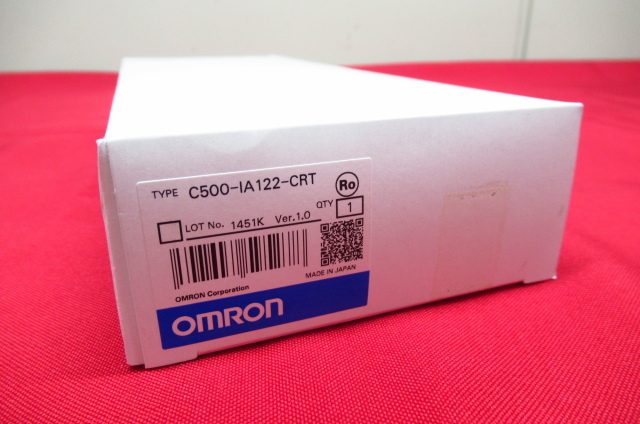 TYPE C500-IA122-CRT
Ro
LOT No. 1451K Ver.1.0
QTY 1
MADE IN JAPAN
OMRON Corporation
OMRON